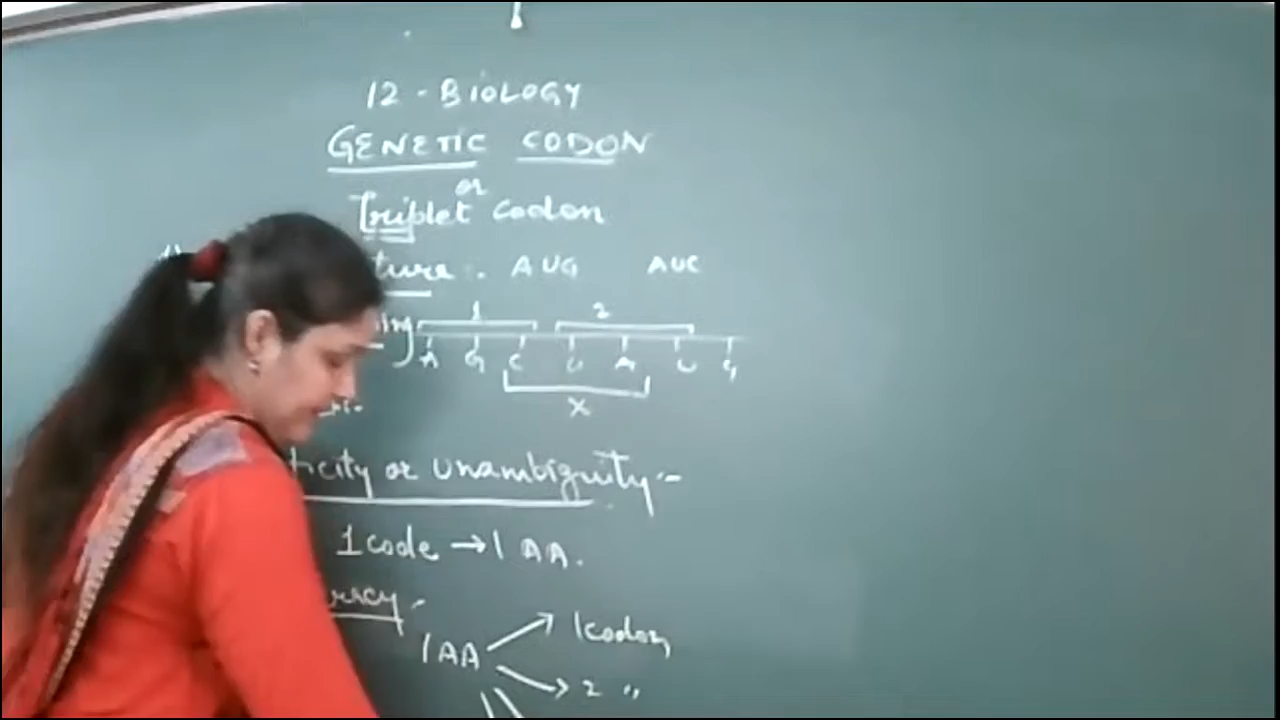 12 - BIOLOGY
GENETIC CODON
or
Triplet Codon
ture :- AUG AUC
1 2
A G C U A U G
X
city or Unambiguity :-
1 code → 1 AA.
racy -
1 AA → 1 codon
→ 2 "